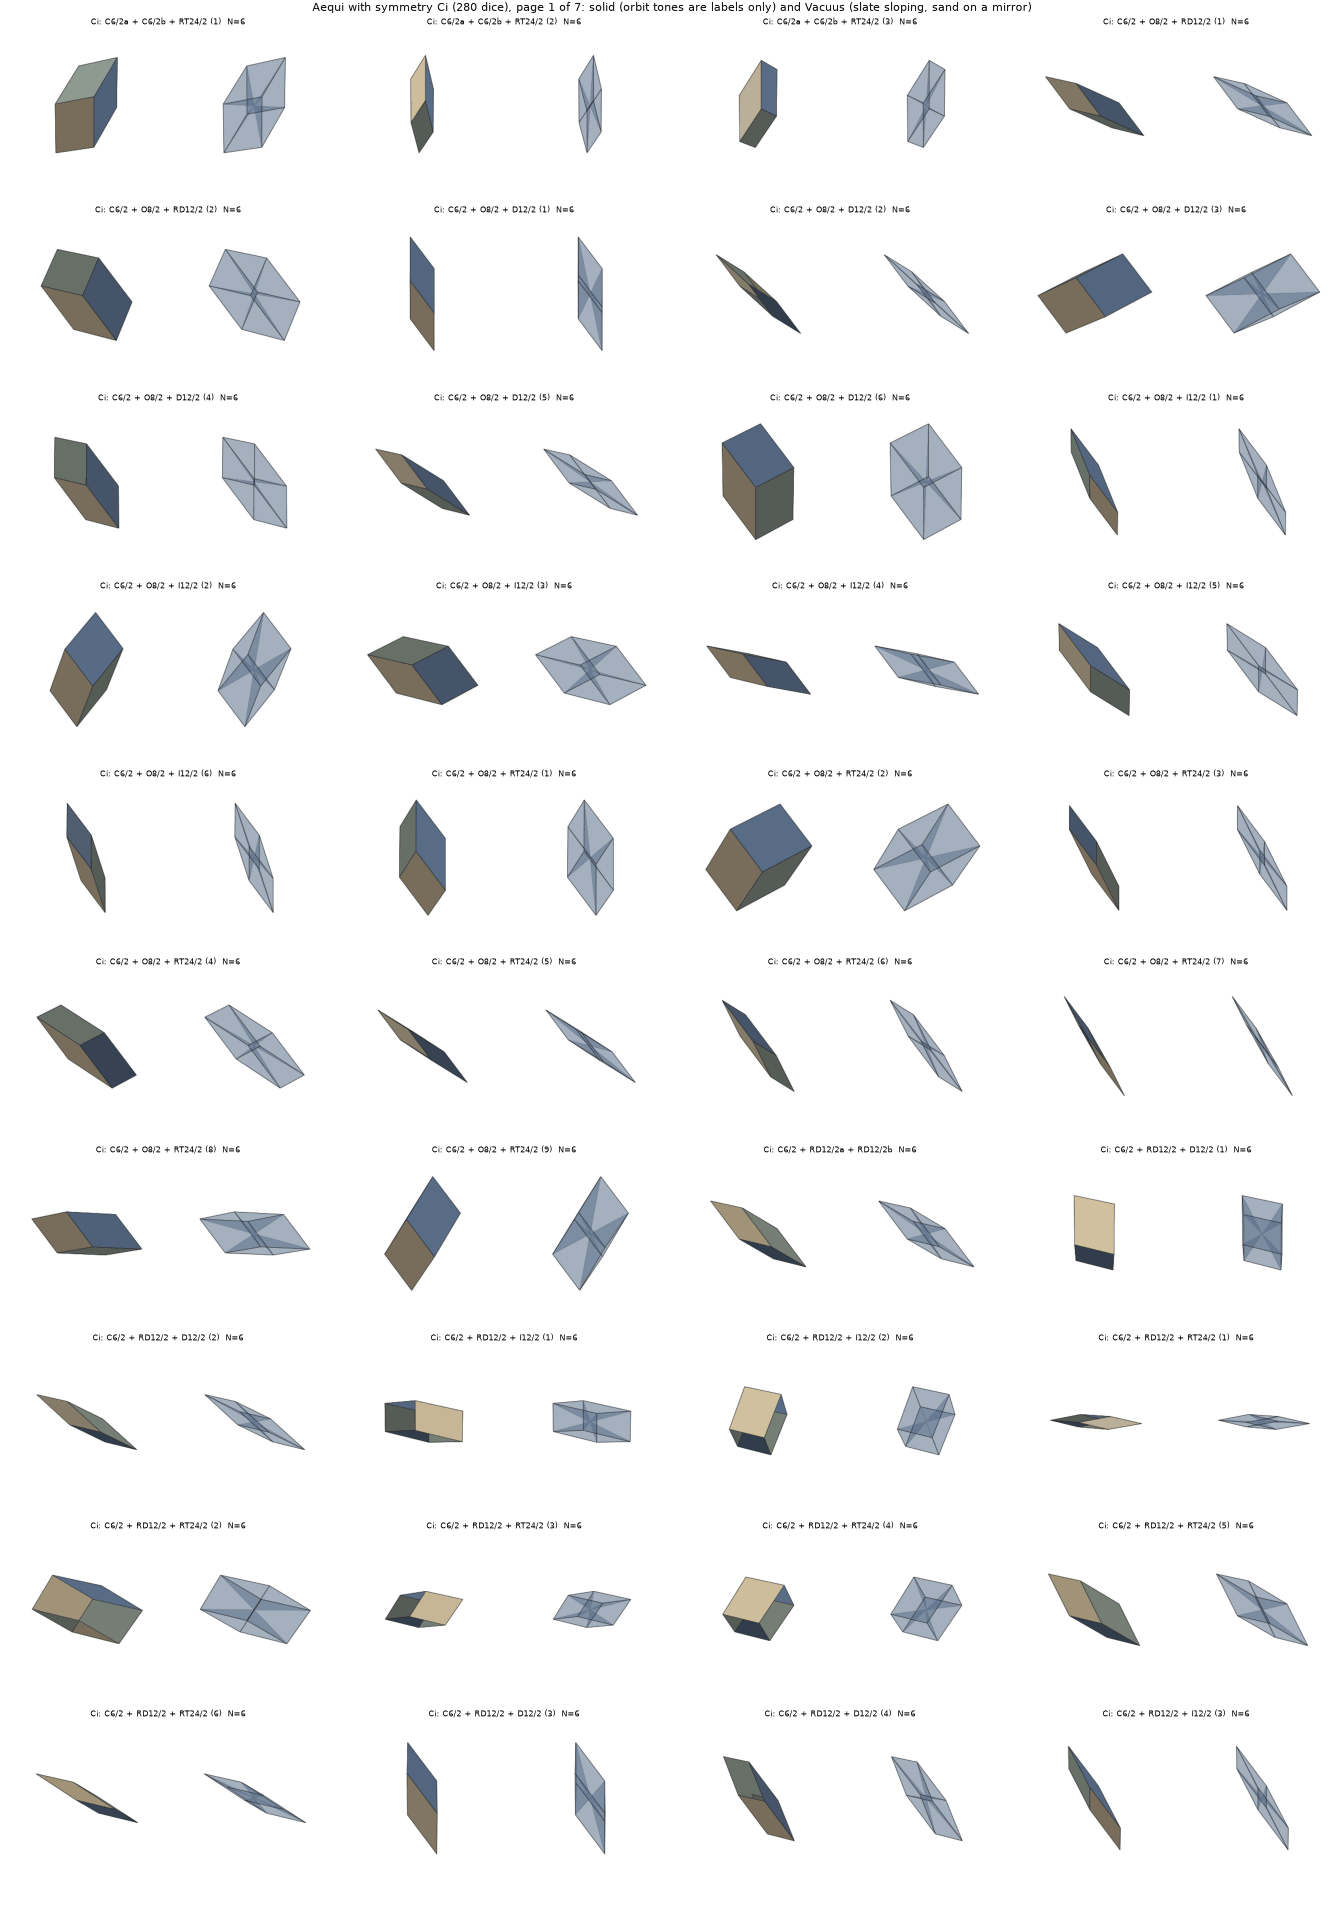 Aequi with symmetry Ci (280 dice), page 1 of 7: solid (orbit tones are labels only) and Vacuus (slate sloping, sand on a mirror)
Ci: C6/2a + C6/2b + RT24/2 (1)  N=6
Ci: C6/2a + C6/2b + RT24/2 (2)  N=6
Ci: C6/2a + C6/2b + RT24/2 (3)  N=6
Ci: C6/2 + O8/2 + RD12/2 (1)  N=6
Ci: C6/2 + O8/2 + RD12/2 (2)  N=6
Ci: C6/2 + O8/2 + D12/2 (1)  N=6
Ci: C6/2 + O8/2 + D12/2 (2)  N=6
Ci: C6/2 + O8/2 + D12/2 (3)  N=6
Ci: C6/2 + O8/2 + D12/2 (4)  N=6
Ci: C6/2 + O8/2 + D12/2 (5)  N=6
Ci: C6/2 + O8/2 + D12/2 (6)  N=6
Ci: C6/2 + O8/2 + I12/2 (1)  N=6
Ci: C6/2 + O8/2 + I12/2 (2)  N=6
Ci: C6/2 + O8/2 + I12/2 (3)  N=6
Ci: C6/2 + O8/2 + I12/2 (4)  N=6
Ci: C6/2 + O8/2 + I12/2 (5)  N=6
Ci: C6/2 + O8/2 + I12/2 (6)  N=6
Ci: C6/2 + O8/2 + RT24/2 (1)  N=6
Ci: C6/2 + O8/2 + RT24/2 (2)  N=6
Ci: C6/2 + O8/2 + RT24/2 (3)  N=6
Ci: C6/2 + O8/2 + RT24/2 (4)  N=6
Ci: C6/2 + O8/2 + RT24/2 (5)  N=6
Ci: C6/2 + O8/2 + RT24/2 (6)  N=6
Ci: C6/2 + O8/2 + RT24/2 (7)  N=6
Ci: C6/2 + O8/2 + RT24/2 (8)  N=6
Ci: C6/2 + O8/2 + RT24/2 (9)  N=6
Ci: C6/2 + RD12/2a + RD12/2b  N=6
Ci: C6/2 + RD12/2 + D12/2 (1)  N=6
Ci: C6/2 + RD12/2 + D12/2 (2)  N=6
Ci: C6/2 + RD12/2 + I12/2 (1)  N=6
Ci: C6/2 + RD12/2 + I12/2 (2)  N=6
Ci: C6/2 + RD12/2 + RT24/2 (1)  N=6
Ci: C6/2 + RD12/2 + RT24/2 (2)  N=6
Ci: C6/2 + RD12/2 + RT24/2 (3)  N=6
Ci: C6/2 + RD12/2 + RT24/2 (4)  N=6
Ci: C6/2 + RD12/2 + RT24/2 (5)  N=6
Ci: C6/2 + RD12/2 + RT24/2 (6)  N=6
Ci: C6/2 + RD12/2 + D12/2 (3)  N=6
Ci: C6/2 + RD12/2 + D12/2 (4)  N=6
Ci: C6/2 + RD12/2 + I12/2 (3)  N=6